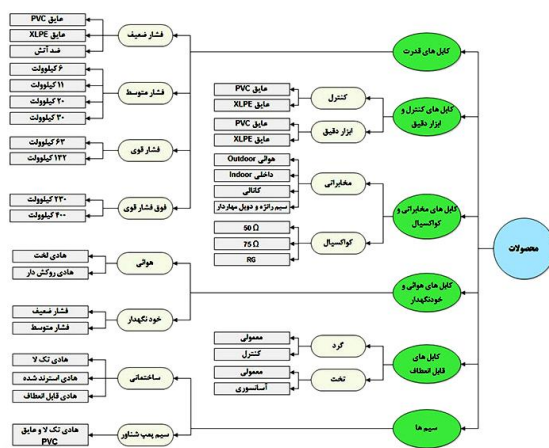 محصولات
کابل های قدرت
فشار ضعیف
عایق PVC
عایق XLPE
ضد آتش
فشار متوسط
۶ کیلوولت
۱۱ کیلوولت
۲۰ کیلوولت
۳۰ کیلوولت
فشار قوی
۶۳ کیلوولت
۱۳۲ کیلوولت
فوق فشار قوی
۲۳۰ کیلوولت
۴۰۰ کیلوولت
کابل های کنترل و
ابزار دقیق
کنترل
عایق PVC
عایق XLPE
ابزار دقیق
عایق PVC
عایق XLPE
کابل های مخابراتی و
کواکسیال
مخابراتی
هوائی Outdoor
داخلی Indoor
کانالی
سیم رانژه و دوبل مهاردار
کواکسیال
50 Ω
75 Ω
RG
کابل های هوائی و
خودنگهدار
هوائی
هادی لخت
هادی روکش دار
خود نگهدار
فشار ضعیف
فشار متوسط
کابل های
قابل انعطاف
گرد
معمولی
کنترل
تخت
معمولی
آسانسوری
سیم ها
ساختمانی
هادی تک لا
هادی استرند شده
هادی قابل انعطاف
سیم پمپ شناور
هادی تک لا و عایق
PVC